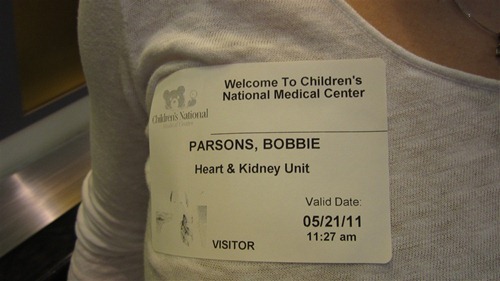 Welcome To Children's
National Medical Center
Children's National
PARSONS, BOBBIE
Heart & Kidney Unit
Valid Date:
05/21/11
11:27 am
VISITOR